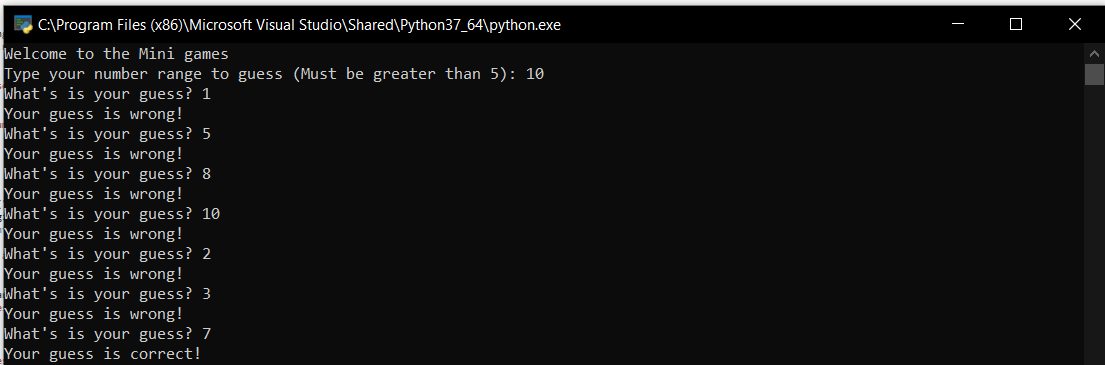 C:\Program Files (x86)\Microsoft Visual Studio\Shared\Python37_64\python.exe
Welcome to the Mini games
Type your number range to guess (Must be greater than 5): 10
What's is your guess? 1
Your guess is wrong!
What's is your guess? 5
Your guess is wrong!
What's is your guess? 8
Your guess is wrong!
What's is your guess? 10
Your guess is wrong!
What's is your guess? 2
Your guess is wrong!
What's is your guess? 3
Your guess is wrong!
What's is your guess? 7
Your guess is correct!